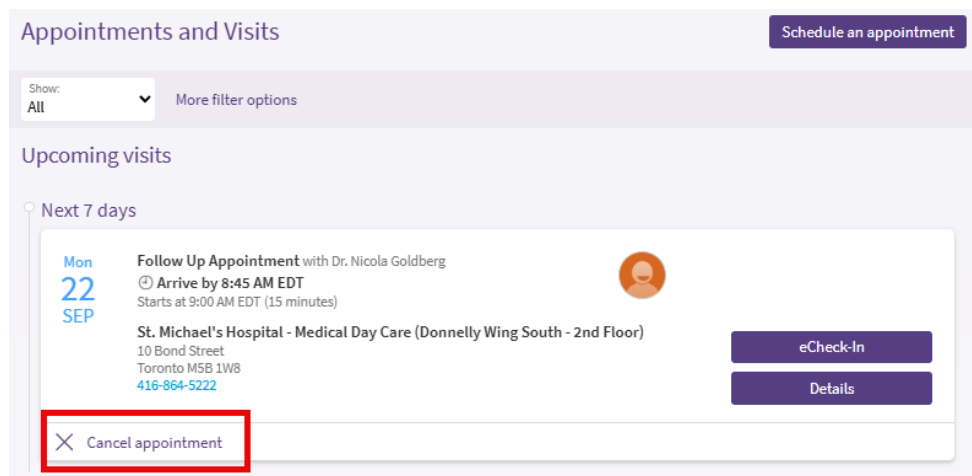 Appointments and Visits
Schedule an appointment
Show:
All
More filter options
Upcoming visits
Next 7 days
Mon
22
SEP
Follow Up Appointment with Dr. Nicola Goldberg
Arrive by 8:45 AM EDT
Starts at 9:00 AM EDT (15 minutes)
St. Michael's Hospital - Medical Day Care (Donnelly Wing South - 2nd Floor)
10 Bond Street
Toronto M5B 1W8
416-864-5222
eCheck-In
Details
Cancel appointment